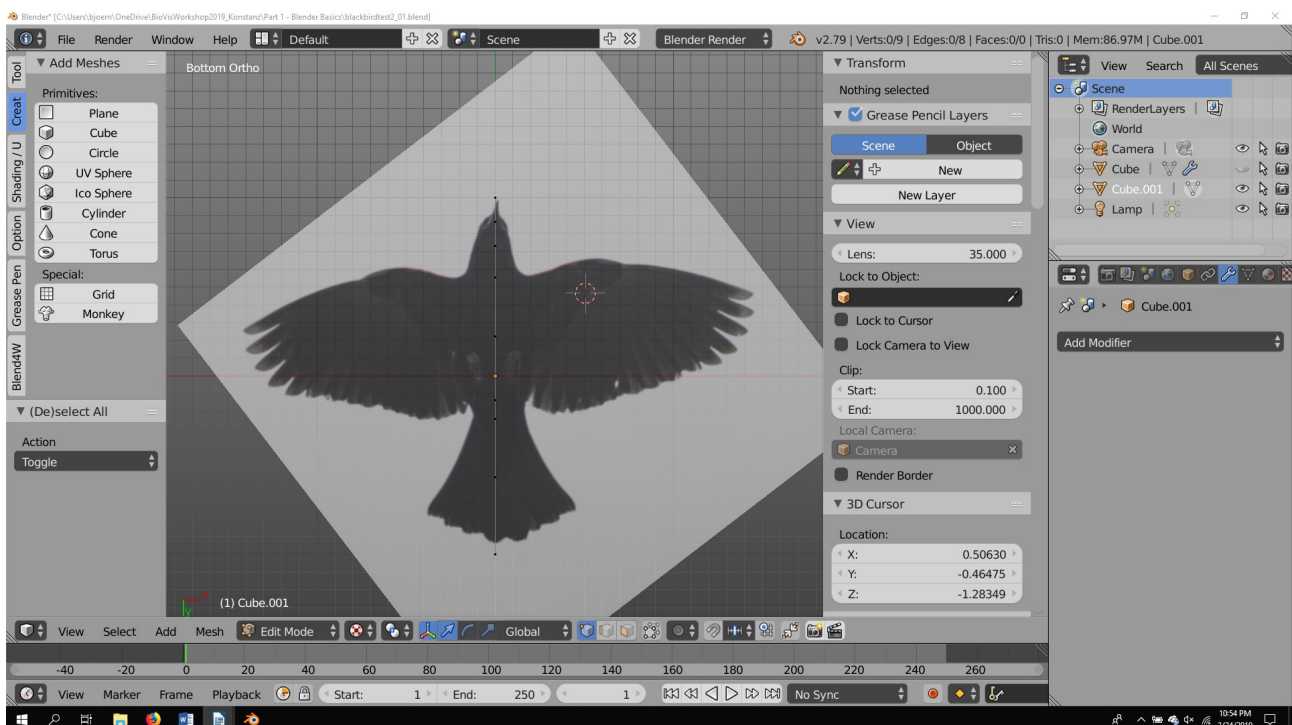 Blender* [C:\Users\bjoern\OneDrive\BioVisWorkshop2019_Konstanz\Part 1 - Blender Basics\blackbirdtest2_01.blend]
File Render Window Help Default Scene Blender Render v2.79 | Verts:0/9 | Edges:0/8 | Faces:0/0 | Tris:0 | Mem:86.97M | Cube.001
Tool
Creat
Shading / U
Option
Grease Pen
Blend4W
Add Meshes
Primitives:
Plane
Cube
Circle
UV Sphere
Ico Sphere
Cylinder
Cone
Torus
Special:
Grid
Monkey
(De)select All
Action
Toggle
Bottom Ortho
(1) Cube.001
Transform
Nothing selected
Grease Pencil Layers
Scene Object
New
New Layer
View
Lens: 35.000
Lock to Object:
Lock to Cursor
Lock Camera to View
Clip:
Start: 0.100
End: 1000.000
Local Camera:
Camera
Render Border
3D Cursor
Location:
X: 0.50630
Y: -0.46475
Z: -1.28349
View Search All Scenes
Scene
RenderLayers |
World
Camera |
Cube |
Cube.001 |
Lamp |
Cube.001
Add Modifier
View Select Add Mesh Edit Mode Global
-40 -20 0 20 40 60 80 100 120 140 160 180 200 220 240 260
View Marker Frame Playback Start: 1 End: 250 1 No Sync
10:54 PM